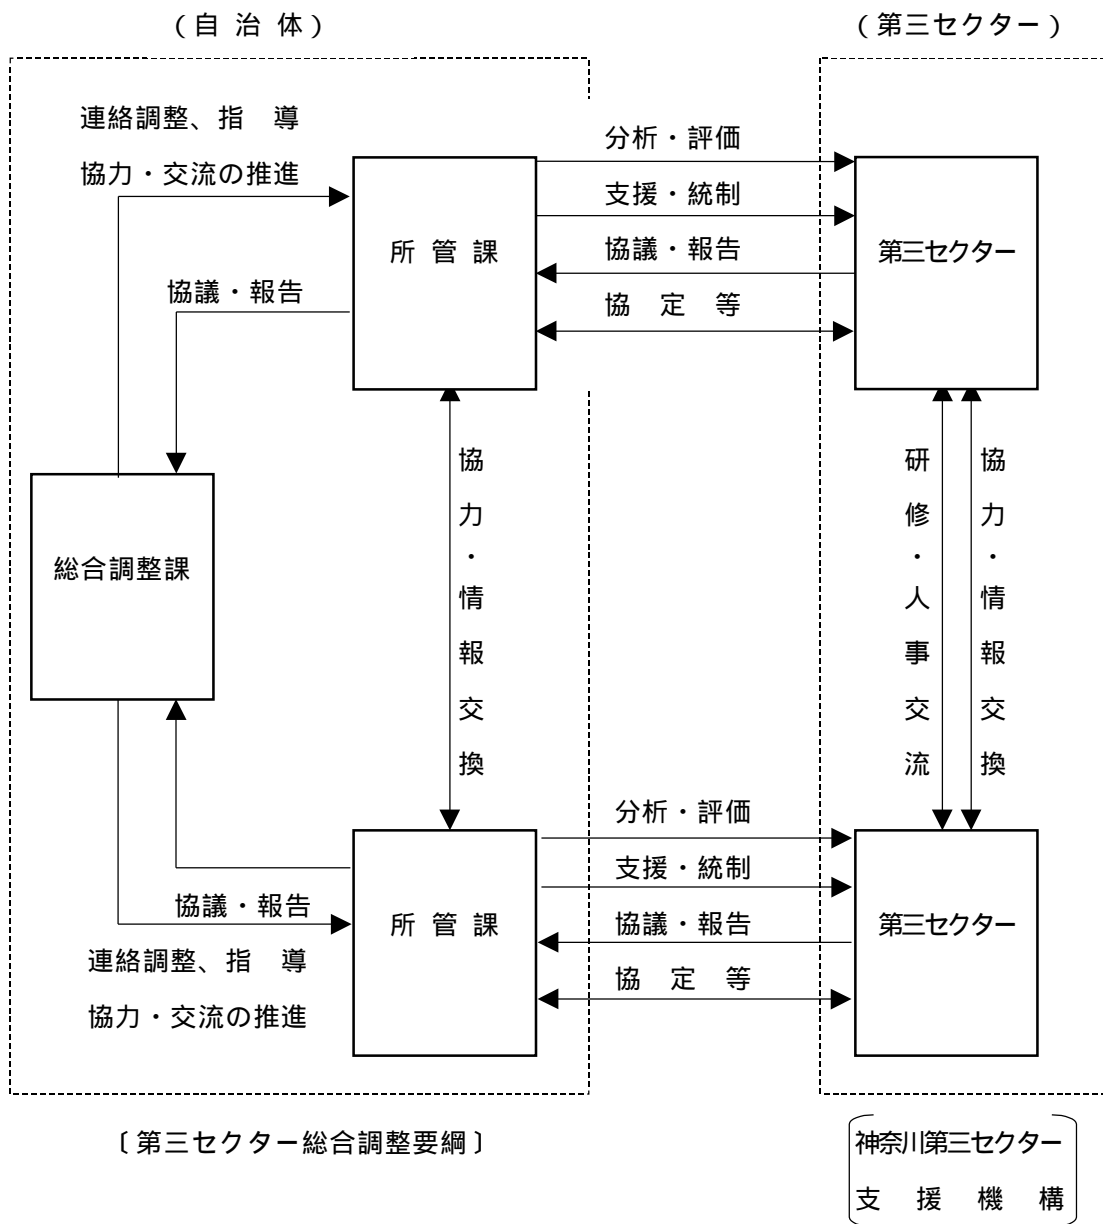 （自 治 体）
（第三セクター）
連絡調整、指　導
協力・交流の推進
分析・評価
支援・統制
所 管 課
協議・報告
第三セクター
協議・報告
協　定　等
協力・情報交換
研修・人事交流
協力・情報交換
総合調整課
分析・評価
支援・統制
協議・報告
所 管 課
協議・報告
第三セクター
連絡調整、指　導
協　定　等
協力・交流の推進
〔第三セクター総合調整要綱〕
神奈川第三セクター
支　援　機　構